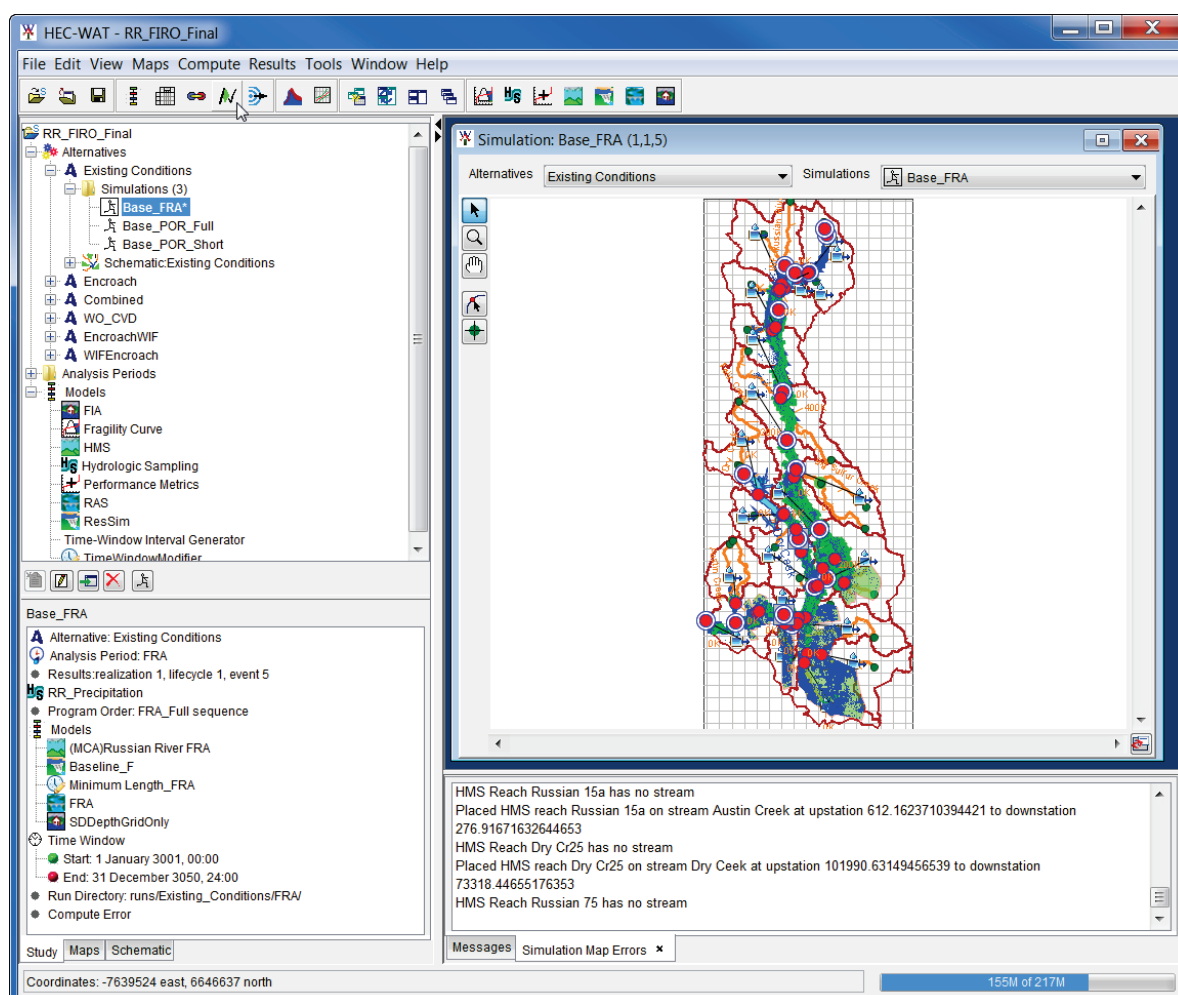 HEC-WAT - RR_FIRO_Final
File Edit View Maps Compute Results Tools Window Help
RR_FIRO_Final
Alternatives
Existing Conditions
Simulations (3)
Base_FRA*
Base_POR_Full
Base_POR_Short
Schematic:Existing Conditions
Encroach
Combined
WO_CVD
EncroachWIF
WIFEncroach
Analysis Periods
Models
FIA
Fragility Curve
HMS
Hydrologic Sampling
Performance Metrics
RAS
ResSim
Time-Window Interval Generator
TimeWindowModifier
Base_FRA
Alternative: Existing Conditions
Analysis Period: FRA
Results:realization 1, lifecycle 1, event 5
RR_Precipitation
Program Order: FRA_Full sequence
Models
(MCA)Russian River FRA
Baseline_F
Minimum Length_FRA
FRA
SDDepthGridOnly
Time Window
Start: 1 January 3001, 00:00
End: 31 December 3050, 24:00
Run Directory: runs/Existing_Conditions/FRA/
Compute Error
Study Maps Schematic
Simulation: Base_FRA (1,1,5)
Alternatives Existing Conditions Simulations Base_FRA
400K
HMS Reach Russian 15a has no stream
Placed HMS reach Russian 15a on stream Austin Creek at upstation 612.1623710394421 to downstation
276.91671632644653
HMS Reach Dry Cr25 has no stream
Placed HMS reach Dry Cr25 on stream Dry Ceek at upstation 101990.63149456539 to downstation
73318.44655176353
HMS Reach Russian 75 has no stream
Messages Simulation Map Errors
Coordinates: -7639524 east, 6646637 north
155M of 217M